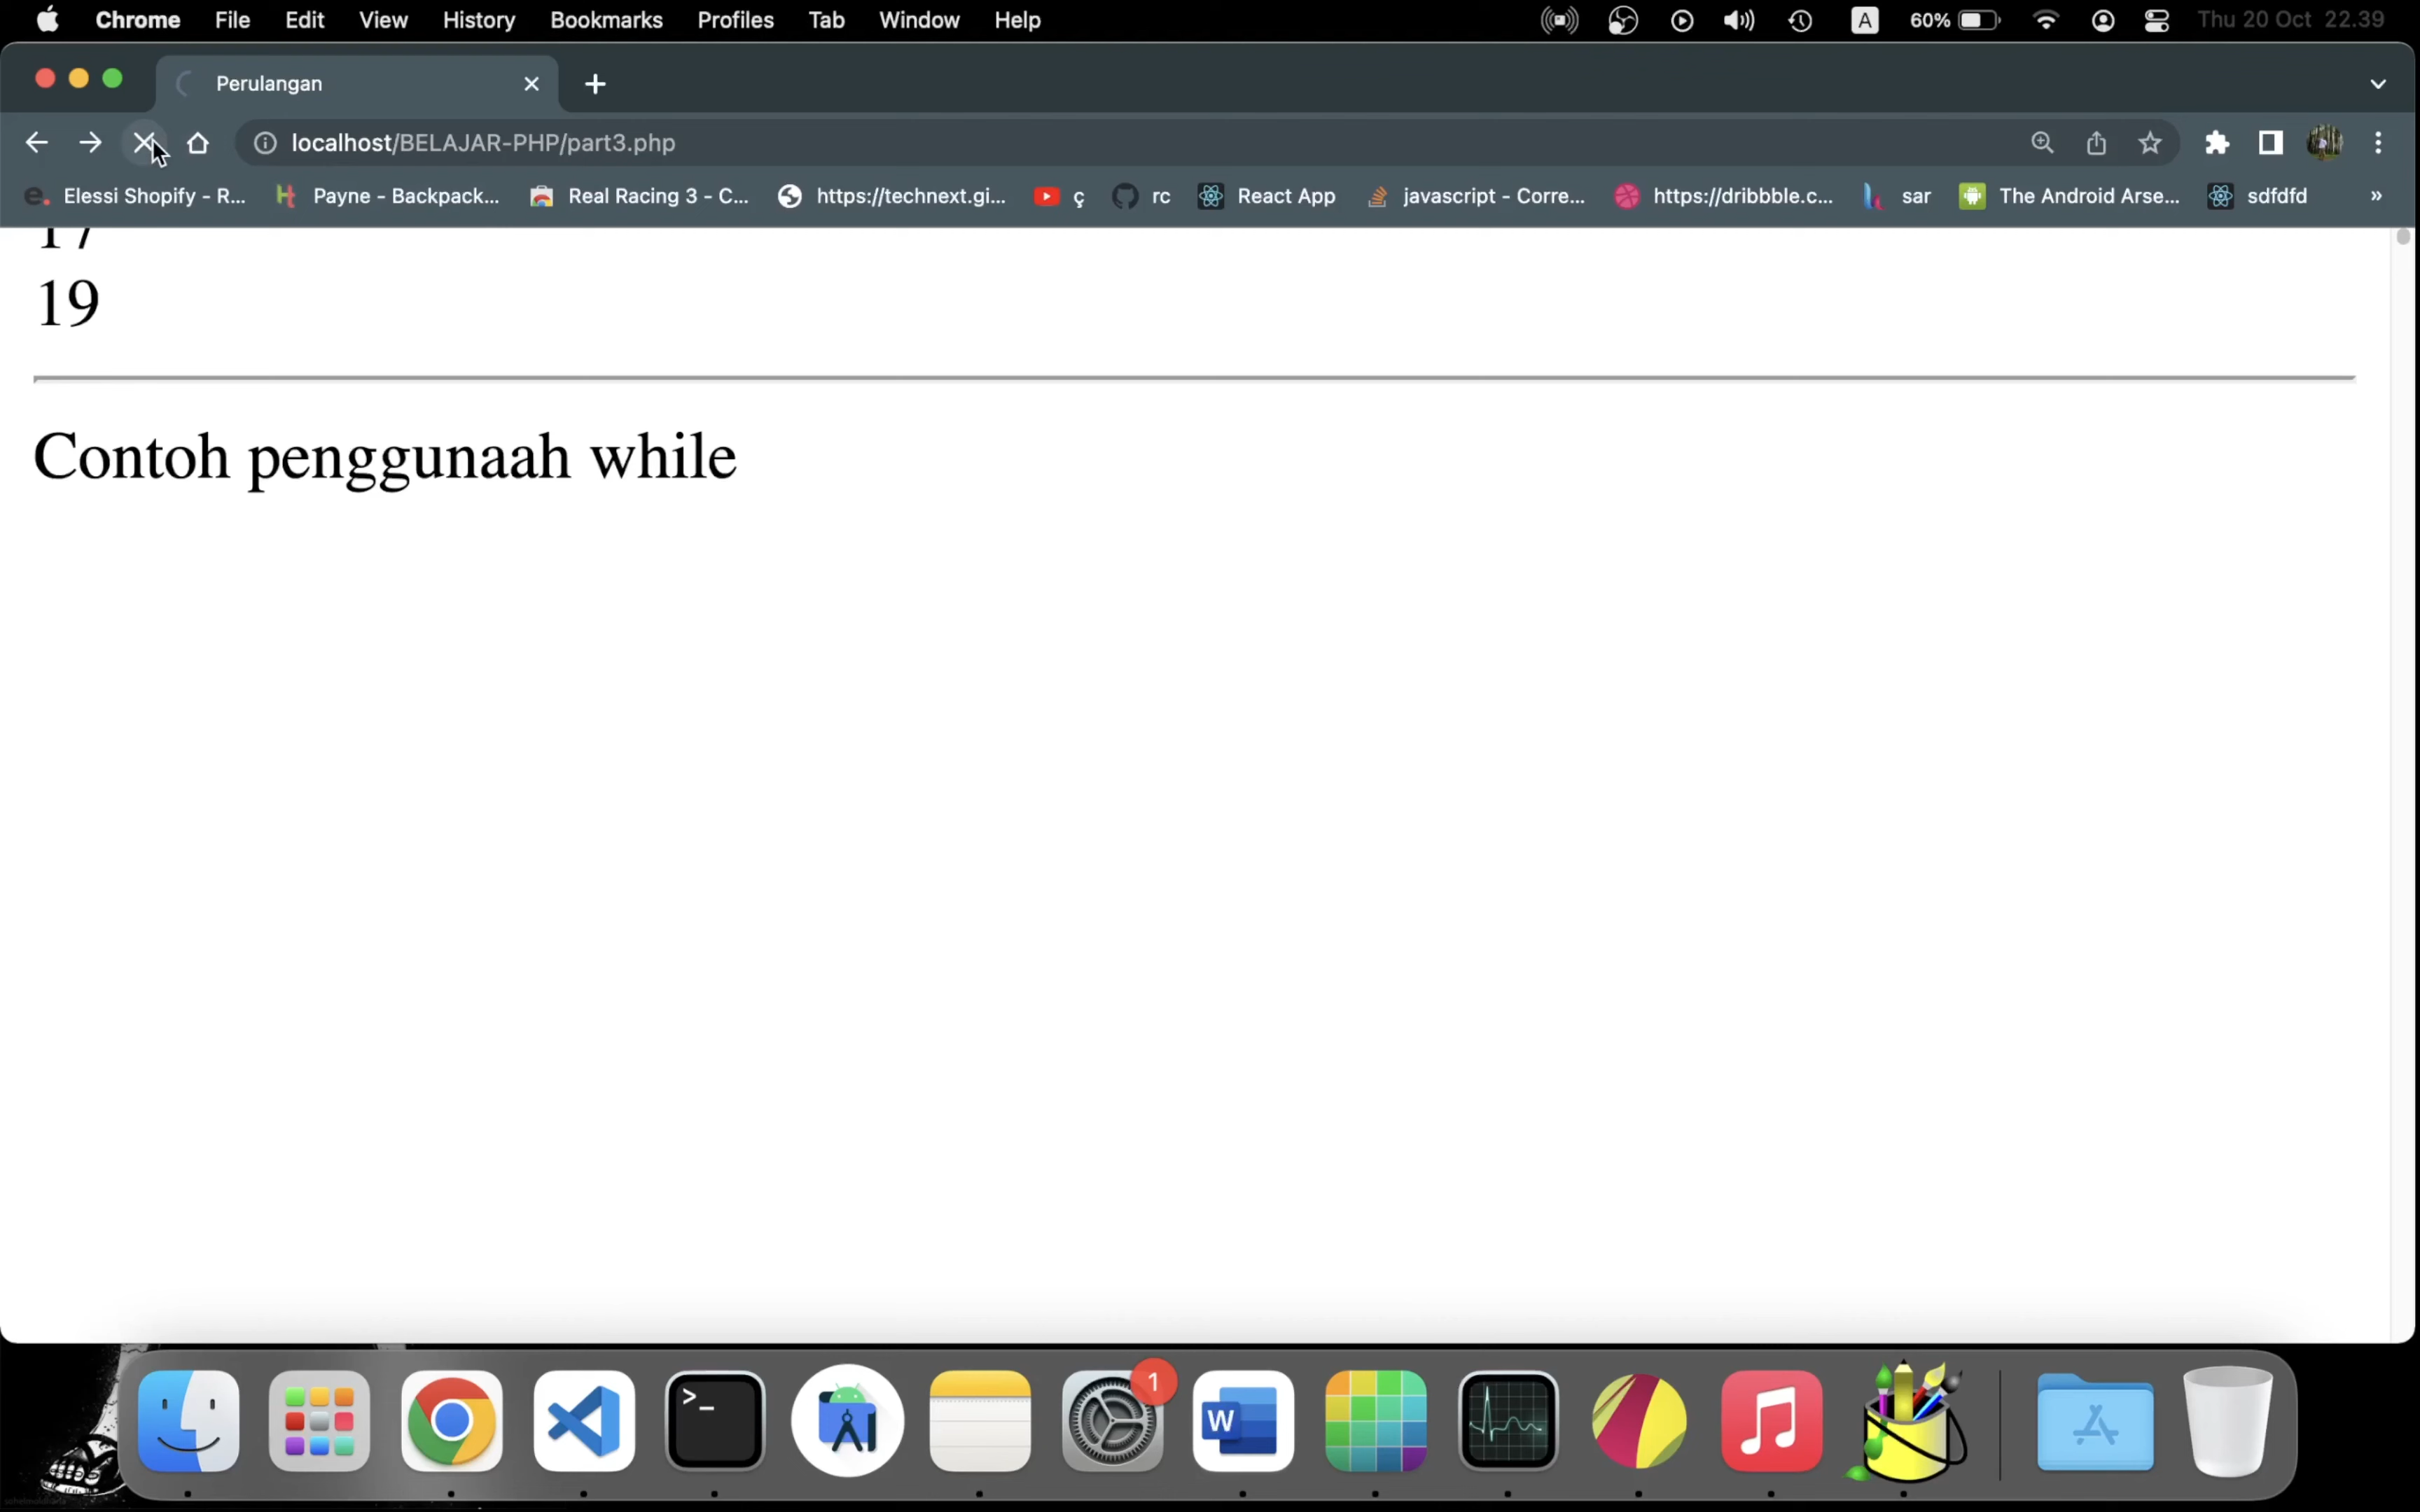 Chrome File Edit View History Bookmarks Profiles Tab Window Help A 60% Thu 20 Oct 22.39
Perulangan
localhost/BELAJAR-PHP/part3.php
e. Elessi Shopify - R... Payne - Backpack... Real Racing 3 - C... https://technext.gi... ç rc React App javascript - Corre... https://dribbble.c... sar The Android Arse... sdfdfd »
17
19
Contoh penggunaah while
1
W